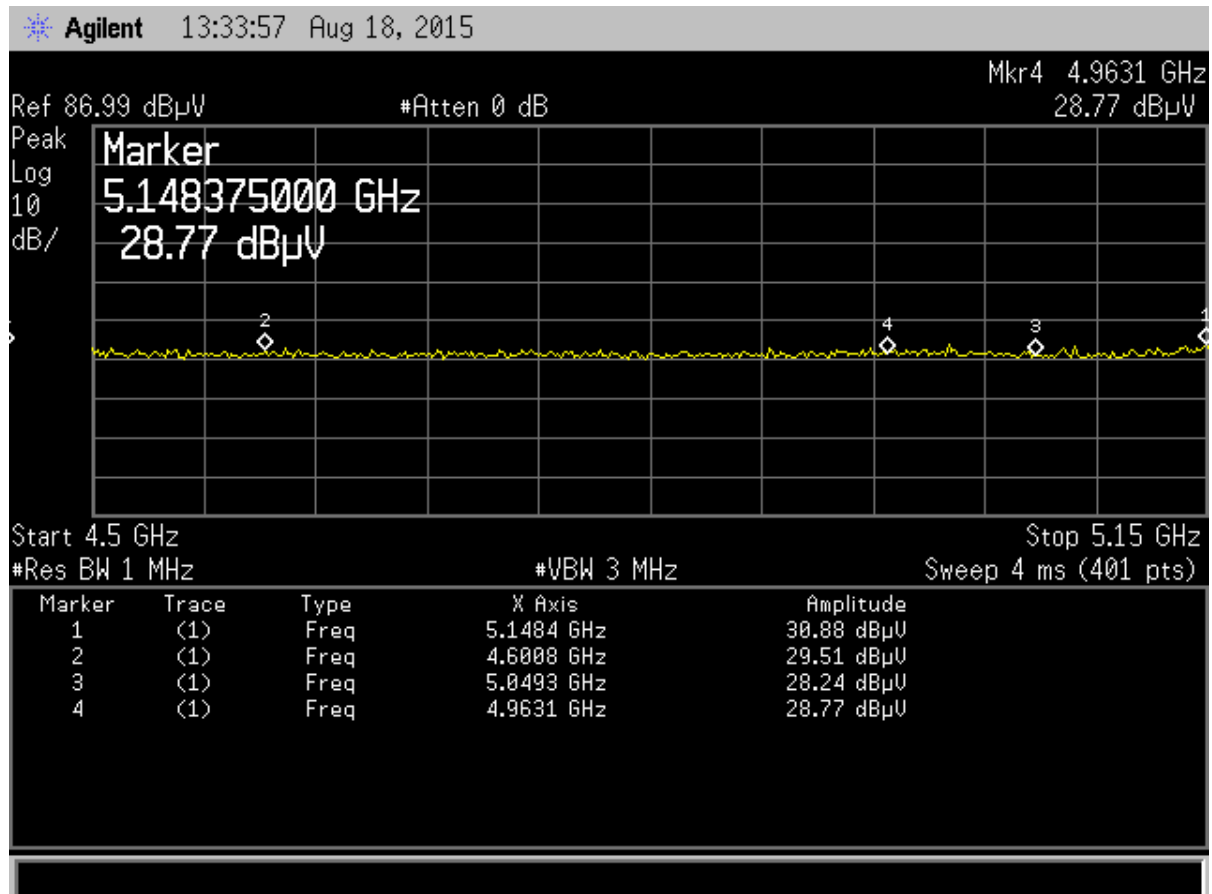 Agilent 13:33:57 Aug 18, 2015
Mkr4 4.9631 GHz
Ref 86.99 dBµV #Atten 0 dB 28.77 dBµV
Peak
Log
10
dB/
Marker
5.148375000 GHz
28.77 dBµV
2
4
3
1
Start 4.5 GHz Stop 5.15 GHz
#Res BW 1 MHz #VBW 3 MHz Sweep 4 ms (401 pts)
Marker Trace Type X Axis Amplitude
1 (1) Freq 5.1484 GHz 30.88 dBµV
2 (1) Freq 4.6008 GHz 29.51 dBµV
3 (1) Freq 5.0493 GHz 28.24 dBµV
4 (1) Freq 4.9631 GHz 28.77 dBµV